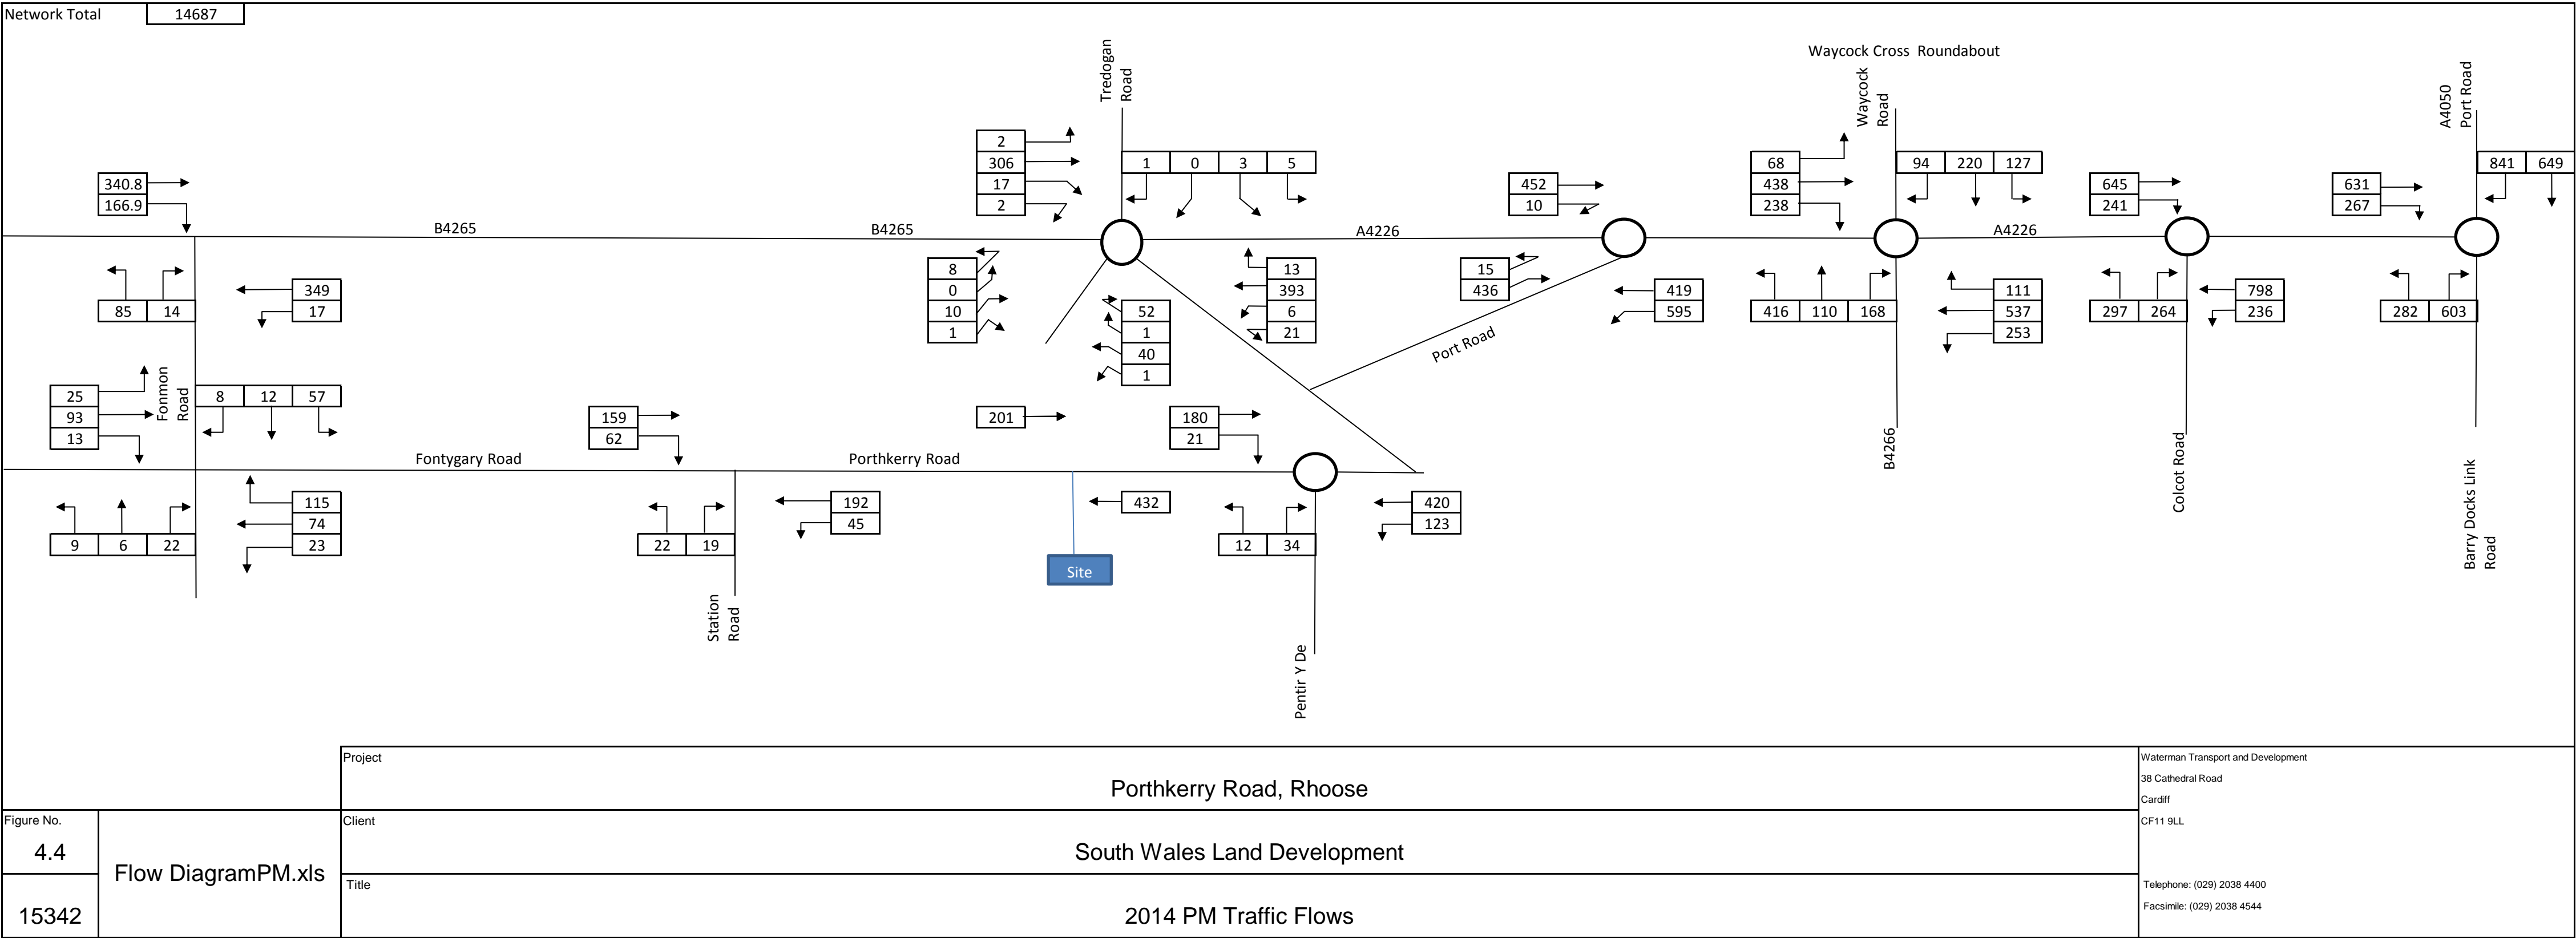 Network Total 14687
Waycock Cross Roundabout
Tredogan
Road
Waycock
Road
A4050
Port Road
2
306
17
2
1 0 3 5
452
10
68
438
238
94 220 127
645
241
631
267
841 649
340.8
166.9
B4265
B4265
A4226
A4226
85 14
349
17
8
0
10
1
52
1
40
1
13
393
6
21
15
436
419
595
Port Road
416 110 168
111
537
253
297 264
798
236
282 603
25
93
13
Fonmon
Road
8 12 57
159
62
201
180
21
Fontygary Road
Porthkerry Road
B4266
Colcot Road
Barry Docks Link
Road
9 6 22
115
74
23
22 19
192
45
432
12 34
420
123
Site
Station
Road
Pentir Y De
Project
Porthkerry Road, Rhoose
Waterman Transport and Development
38 Cathedral Road
Cardiff
CF11 9LL
Figure No.
4.4
Flow DiagramPM.xls
Client
South Wales Land Development
15342
Title
2014 PM Traffic Flows
Telephone: (029) 2038 4400
Facsimile: (029) 2038 4544